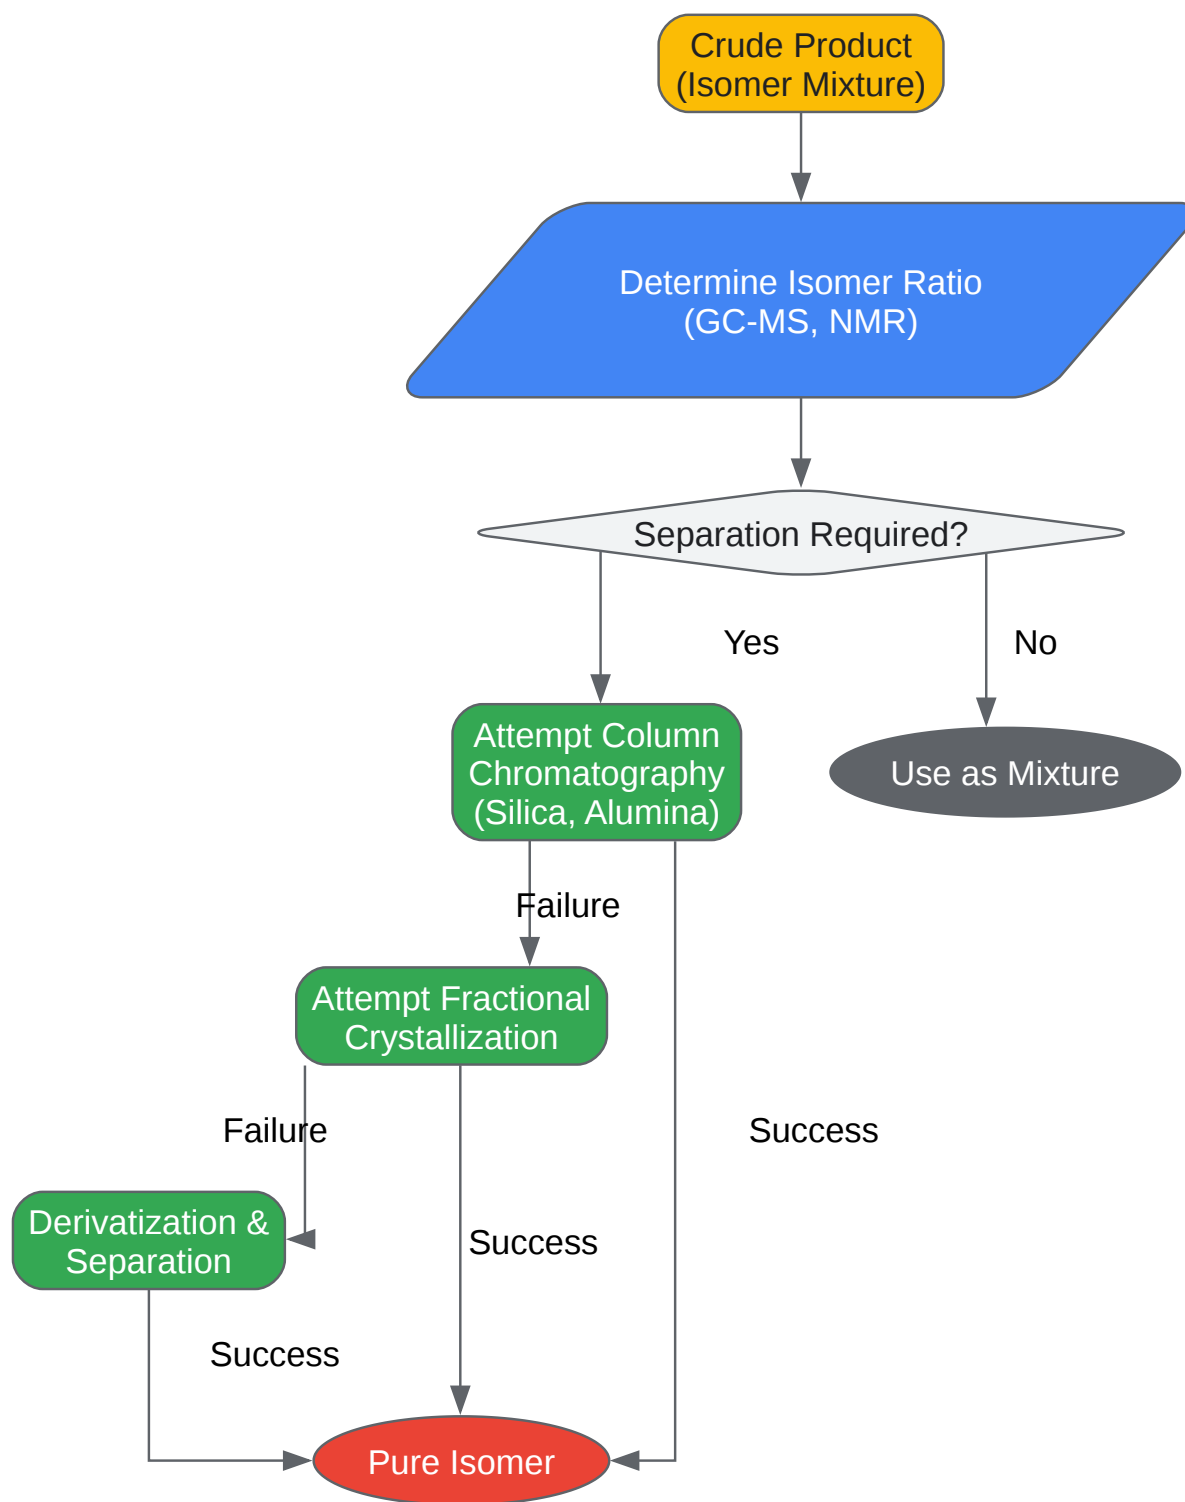 Crude Product
(Isomer Mixture)
Determine Isomer Ratio
(GC-MS, NMR)
Separation Required?
Yes
No
Attempt Column
Chromatography
(Silica, Alumina)
Use as Mixture
Failure
Attempt Fractional
Crystallization
Failure
Success
Derivatization &
Separation
Success
Success
Pure Isomer